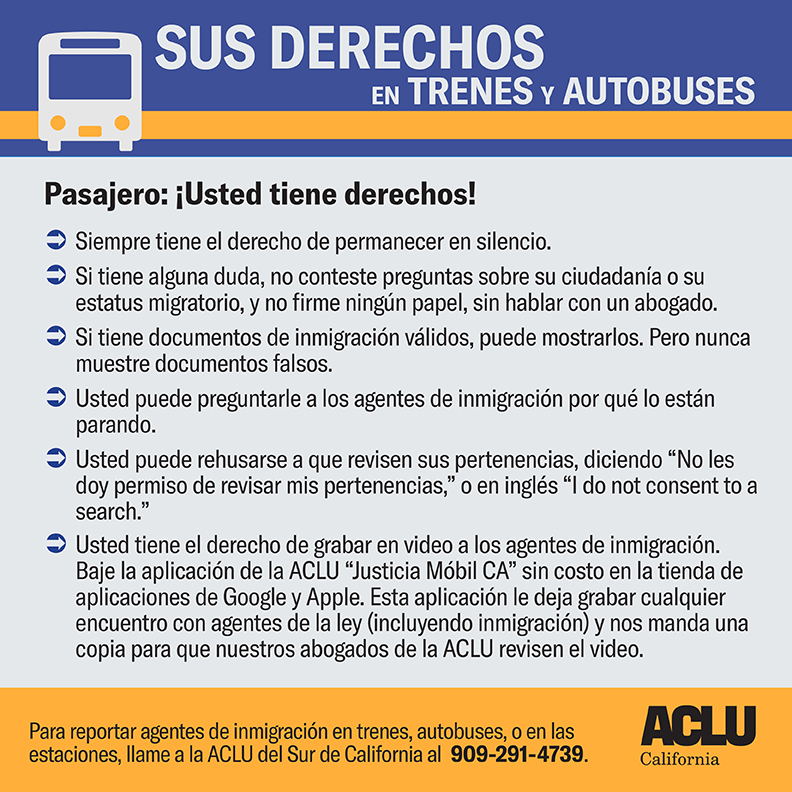 SUS DERECHOS
EN TRENES Y AUTOBUSES
Pasajero: ¡Usted tiene derechos!
Siempre tiene el derecho de permanecer en silencio.
Si tiene alguna duda, no conteste preguntas sobre su ciudadanía o su
estatus migratorio, y no firme ningún papel, sin hablar con un abogado.
Si tiene documentos de inmigración válidos, puede mostrarlos. Pero nunca
muestre documentos falsos.
Usted puede preguntarle a los agentes de inmigración por qué lo están
parando.
Usted puede rehusarse a que revisen sus pertenencias, diciendo “No les
doy permiso de revisar mis pertenencias,” o en inglés “I do not consent to a
search.”
Usted tiene el derecho de grabar en video a los agentes de inmigración.
Baje la aplicación de la ACLU “Justicia Móbil CA” sin costo en la tienda de
aplicaciones de Google y Apple. Esta aplicación le deja grabar cualquier
encuentro con agentes de la ley (incluyendo inmigración) y nos manda una
copia para que nuestros abogados de la ACLU revisen el video.
Para reportar agentes de inmigración en trenes, autobuses, o en las
estaciones, llame a la ACLU del Sur de California al 909-291-4739.
ACLU
California